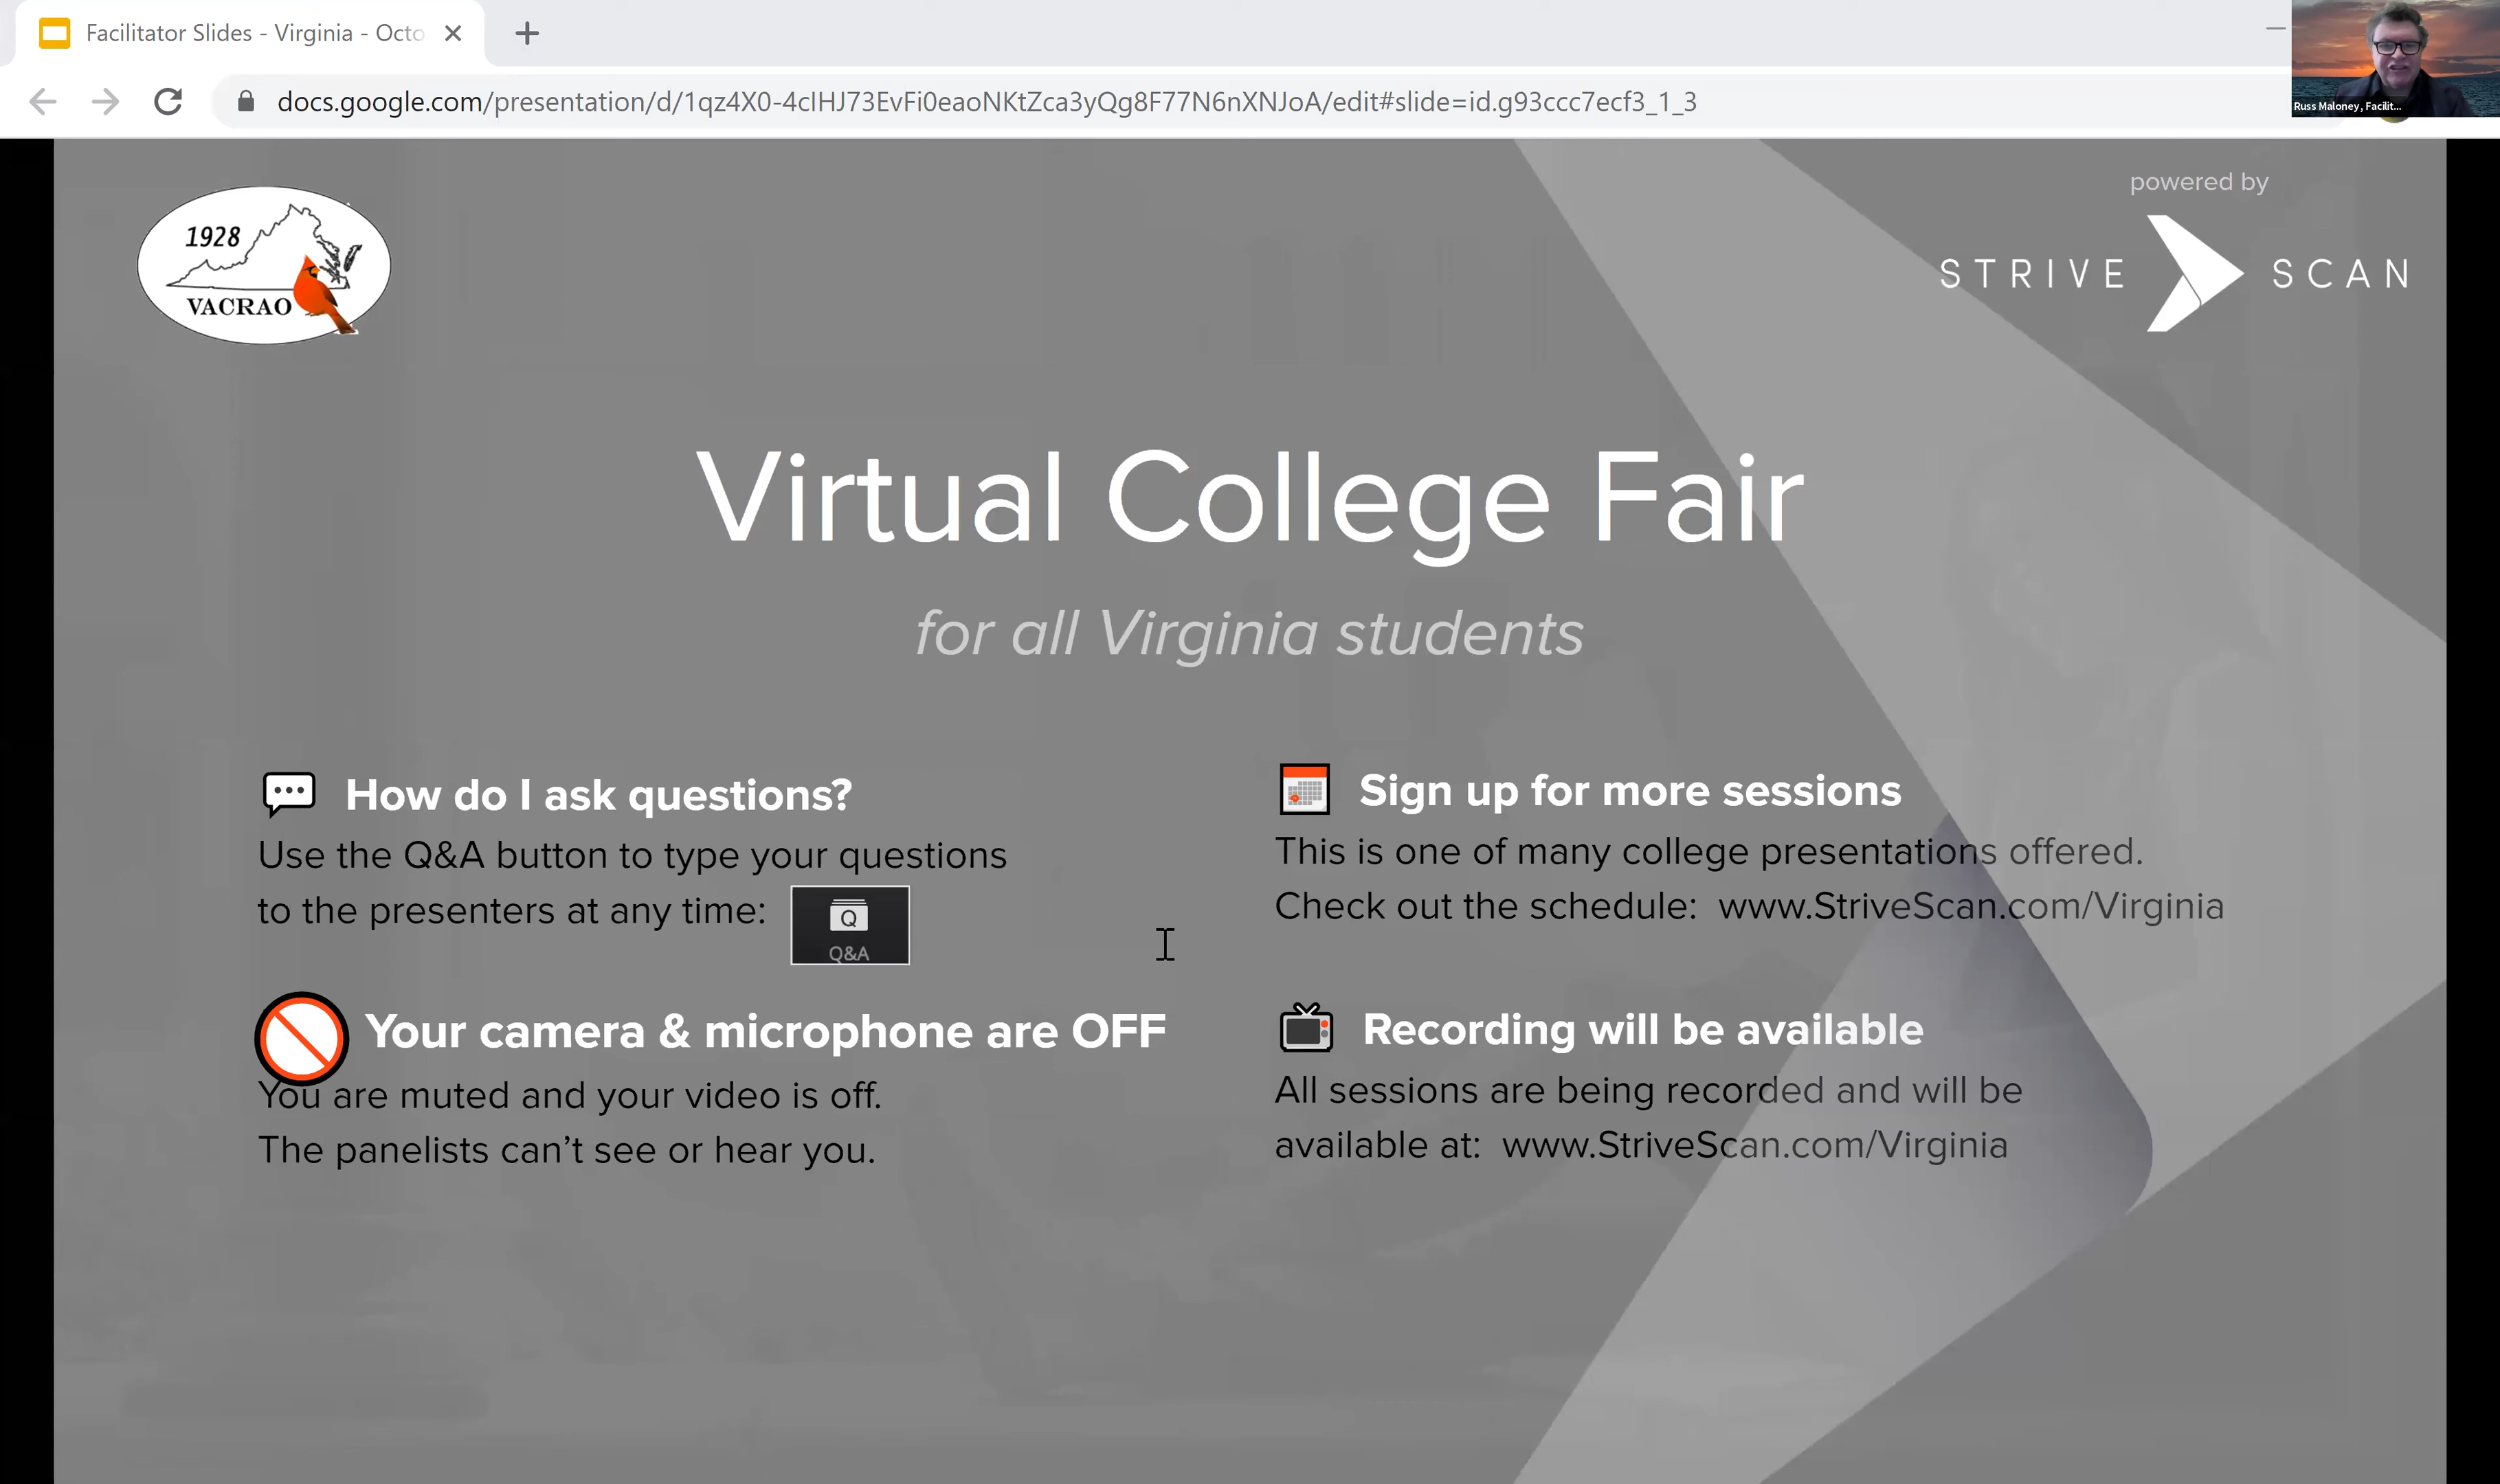 Facilitator Slides - Virginia - Octo
docs.google.com/presentation/d/1qz4X0-4cIHJ73EvFi0eaoNKtZca3yQg8F77N6nXNJoA/edit#slide=id.g93ccc7ecf3_1_3
Russ Maloney, Facilit...
1928
VACRAO
powered by
STRIVE SCAN
Virtual College Fair
for all Virginia students
How do I ask questions?
Use the Q&A button to type your questions
to the presenters at any time:
Q
Q&A
Your camera & microphone are OFF
You are muted and your video is off.
The panelists can't see or hear you.
Sign up for more sessions
This is one of many college presentations offered.
Check out the schedule: www.StriveScan.com/Virginia
Recording will be available
All sessions are being recorded and will be
available at: www.StriveScan.com/Virginia